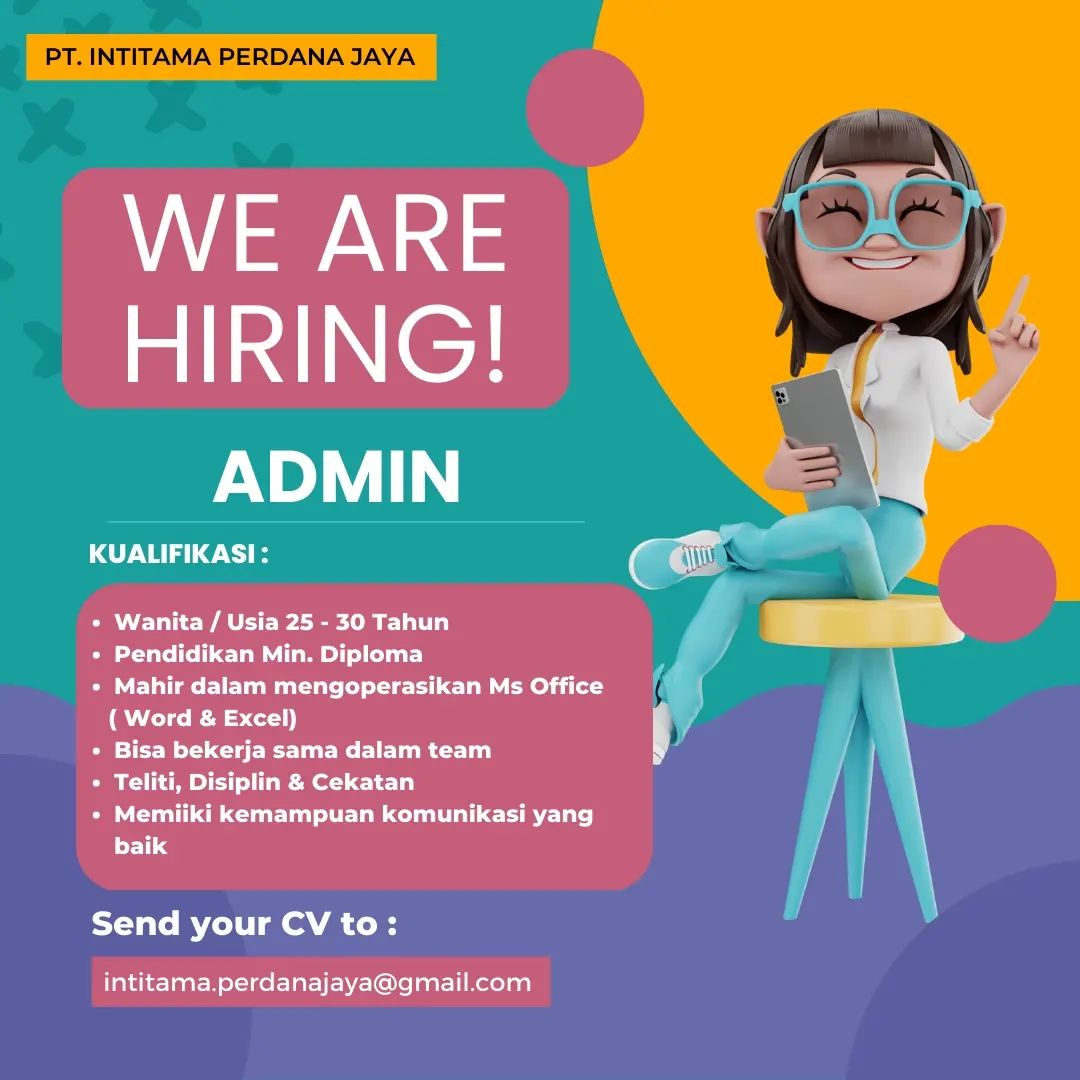 PT. INTITAMA PERDANA JAYA
WE ARE
HIRING!
ADMIN
KUALIFIKASI :
• Wanita / Usia 25 - 30 Tahun
• Pendidikan Min. Diploma
• Mahir dalam mengoperasikan Ms Office
( Word & Excel)
• Bisa bekerja sama dalam team
• Teliti, Disiplin & Cekatan
• Memiiki kemampuan komunikasi yang
baik
Send your CV to :
intitama.perdanajaya@gmail.com